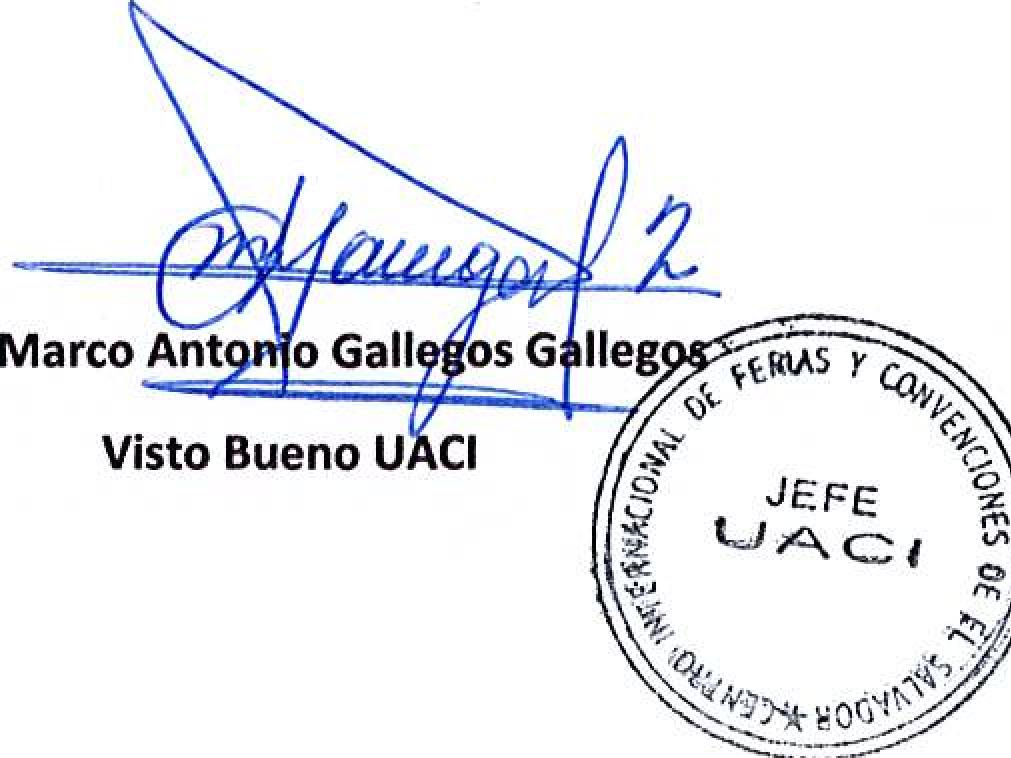 Marco Antonio Gallegos Gallegos
Visto Bueno UACI
CENTRO INTERNACIONAL DE FERIAS Y CONVENCIONES DE EL SALVADOR *
JEFE
UACI